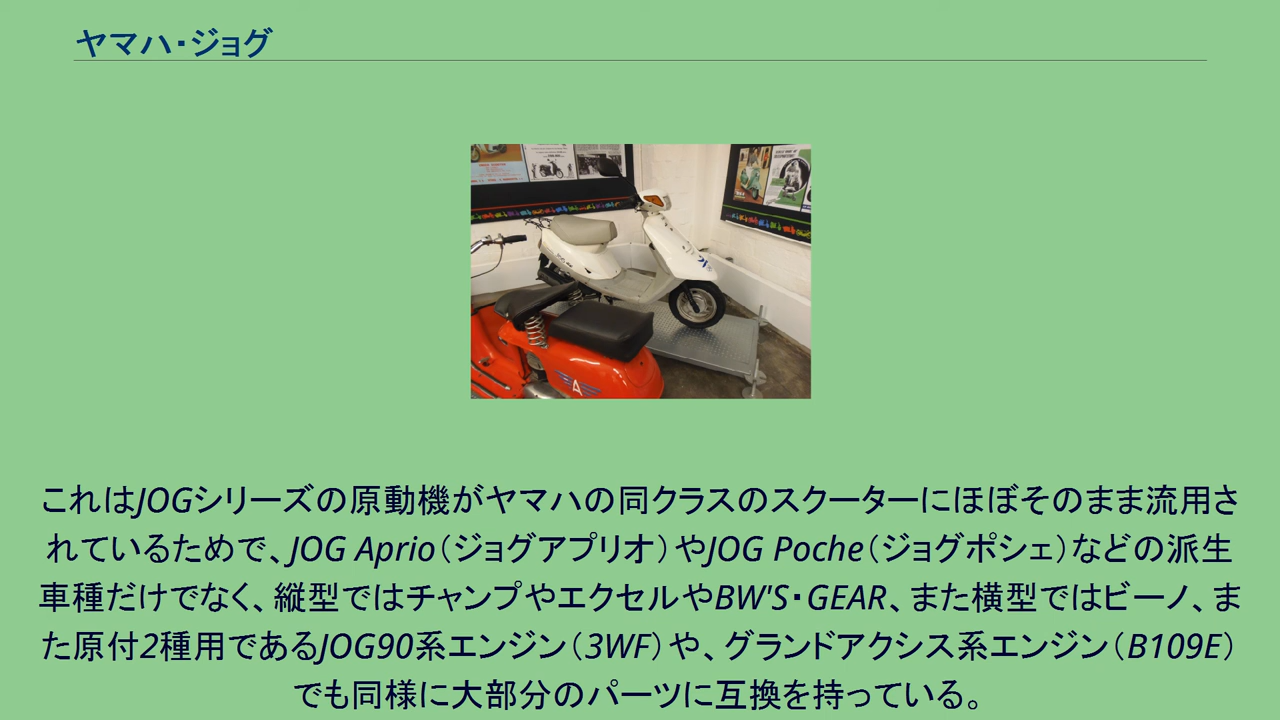 ヤマハ・ジョグ
A
これはJOGシリーズの原動機がヤマハの同クラスのスクーターにほぼそのまま流用さ
れているためで、JOG Aprio（ジョグアプリオ）やJOG Poche（ジョグポシェ）などの派生
車種だけでなく、縦型ではチャンプやエクセルやBW'S・GEAR、また横型ではビーノ、ま
た原付2種用であるJOG90系エンジン（3WF）や、グランドアクシス系エンジン（B109E）
でも同様に大部分のパーツに互換を持っている。